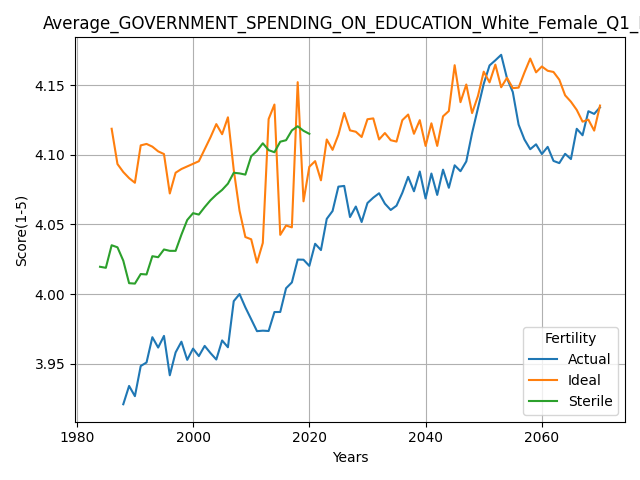 Average_GOVERNMENT_SPENDING_ON_EDUCATION_White_Female_Q1_
Score(1-5)
4.15
4.10
4.05
4.00
3.95
1980 2000 2020 2040 2060
Years
Fertility
Actual
Ideal
Sterile